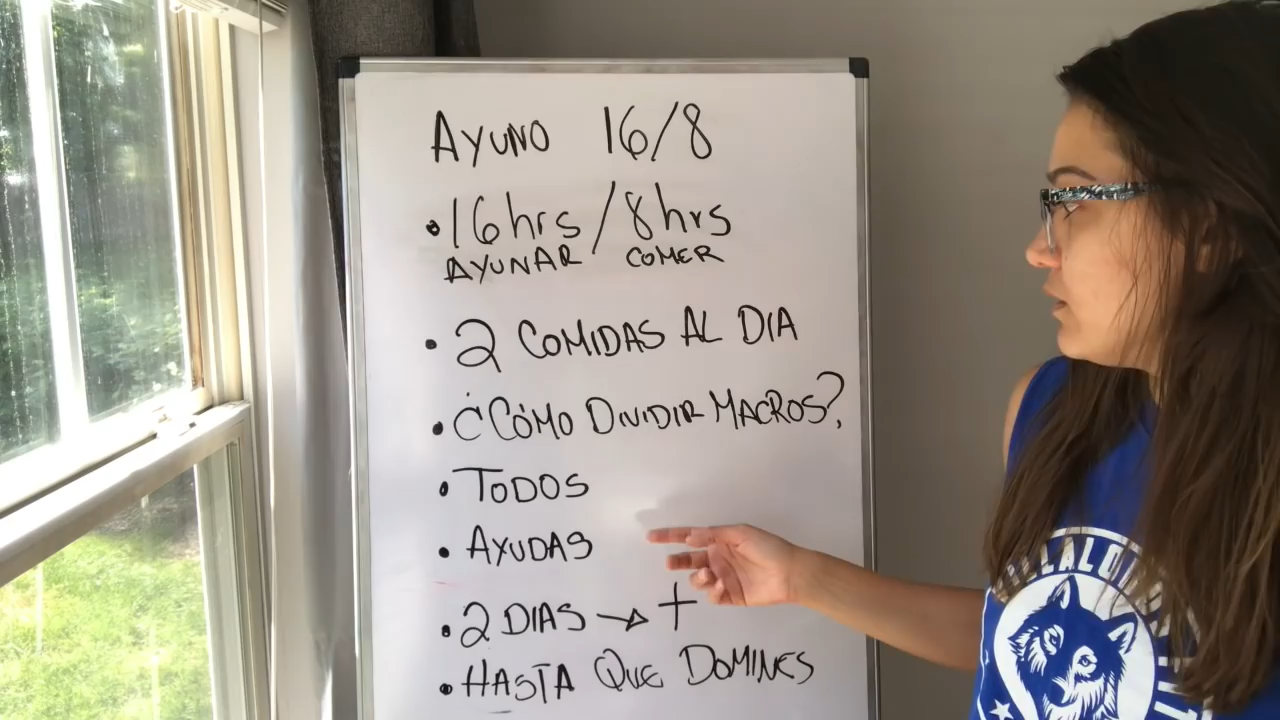 AYUNO 16/8
• 16hrs / 8hrs
AYUNAR COMER
• 2 COMIDAS AL DIA
• ¿CÓMO DIVIDIR MACROS?
• TODOS
• AYUDAS
• 2 DIAS → +
• HASTA QUE DOMINES